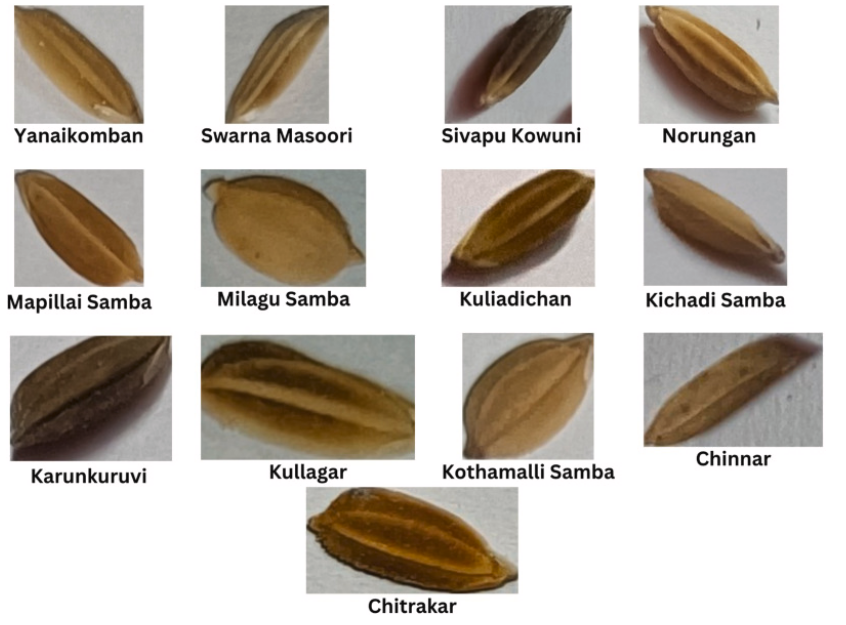 Yanaikomban
Swarna Masoori
Sivapu Kowuni
Norungan
Mapillai Samba
Milagu Samba
Kuliadichan
Kichadi Samba
Karunkuruvi
Kullagar
Kothamalli Samba
Chinnar
Chitrakar